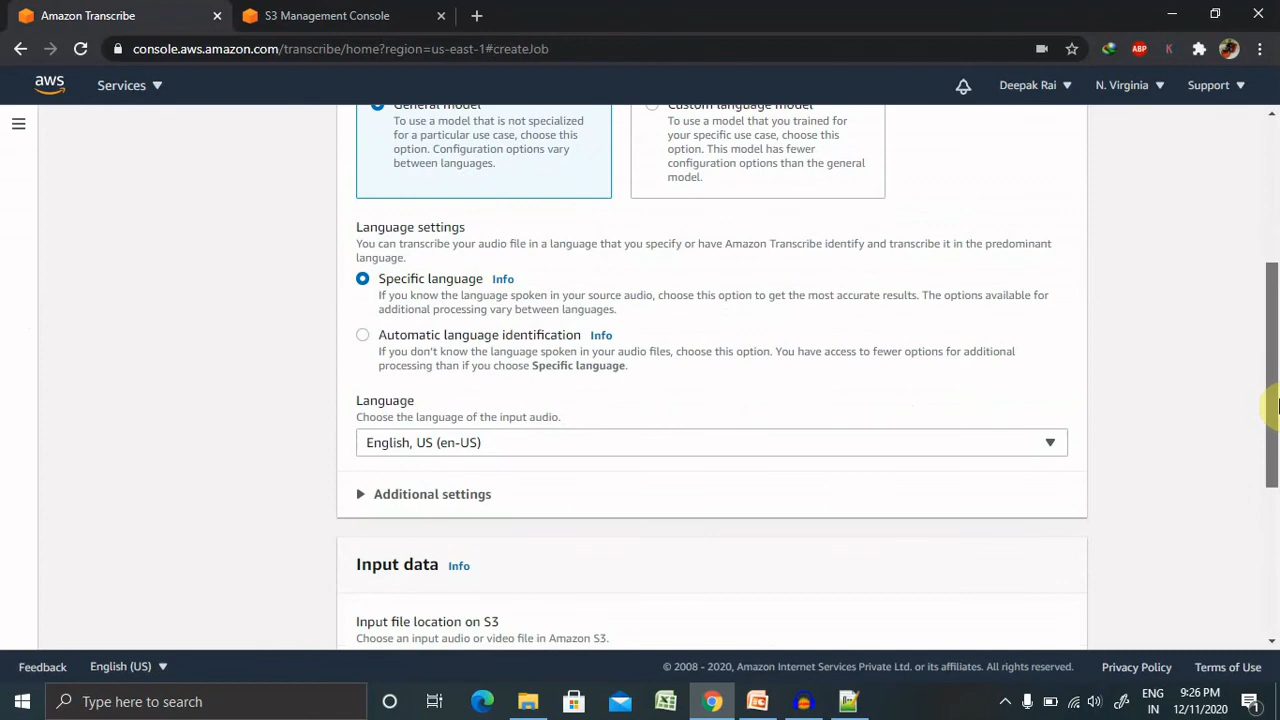 Amazon Transcribe
S3 Management Console
console.aws.amazon.com/transcribe/home?region=us-east-1#createJob
ABP
K
aws
Services
Deepak Rai
N. Virginia
Support
General model
Custom language model
To use a model that is not specialized
for a particular use case, choose this
option. Configuration options vary
between languages.
To use a model that you trained for
your specific use case, choose this
option. This model has fewer
configuration options than the general
model.
Language settings
You can transcribe your audio file in a language that you specify or have Amazon Transcribe identify and transcribe it in the predominant
language.
Specific language Info
If you know the language spoken in your source audio, choose this option to get the most accurate results. The options available for
additional processing vary between languages.
Automatic language identification Info
If you don't know the language spoken in your audio files, choose this option. You have access to fewer options for additional
processing than if you choose Specific language.
Language
Choose the language of the input audio.
English, US (en-US)
Additional settings
Input data Info
Input file location on S3
Choose an input audio or video file in Amazon S3.
Feedback
English (US)
© 2008 - 2020, Amazon Internet Services Private Ltd. or its affiliates. All rights reserved.
Privacy Policy
Terms of Use
Type here to search
ENG
IN
9:26 PM
12/11/2020